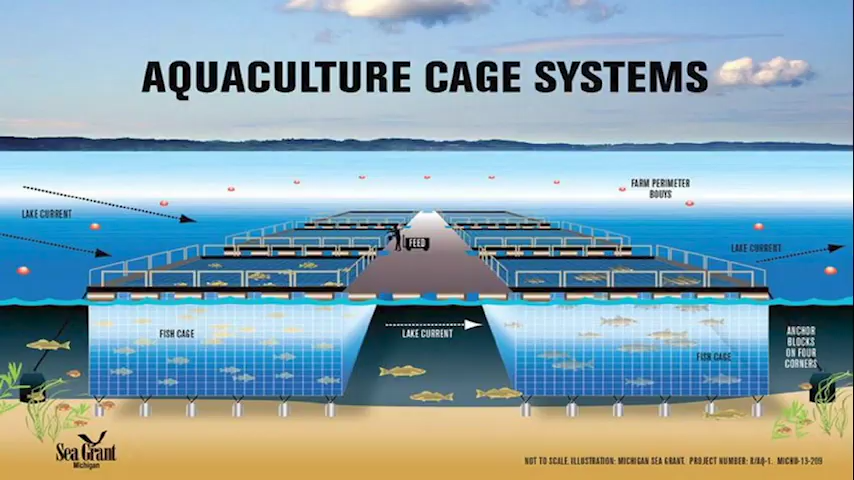 AQUACULTURE CAGE SYSTEMS
FARM PERIMETER
BOUYS
LAKE CURRENT
LAKE CURRENT
FEED
LAKE CURRENT
FISH CAGE
FISH CAGE
ANCHOR
BLOCKS
ON FOUR
CORNERS
Sea Grant
Michigan
NOT TO SCALE. ILLUSTRATION: MICHIGAN SEA GRANT. PROJECT NUMBER: R/AQ-1. MICHU-13-209